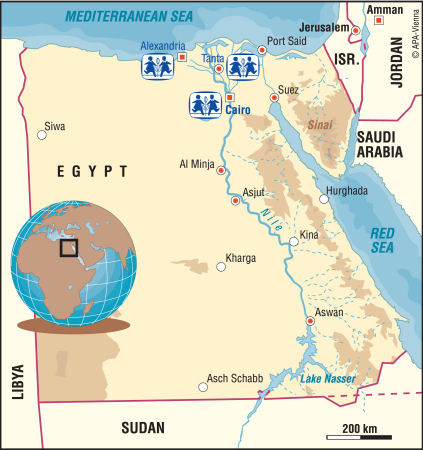 MEDITERRANEAN SEA
Amman
© APA-Vienna
Jerusalem
Port Said
Alexandria
Tanta
ISR.
JORDAN
Suez
Cairo
Siwa
Sinai
SAUDI
ARABIA
EGYPT
Al Minja
Hurghada
Asjut
Nile
RED
SEA
Kina
Kharga
Aswan
LIBYA
Asch Schabb
Lake Nasser
SUDAN
200 km